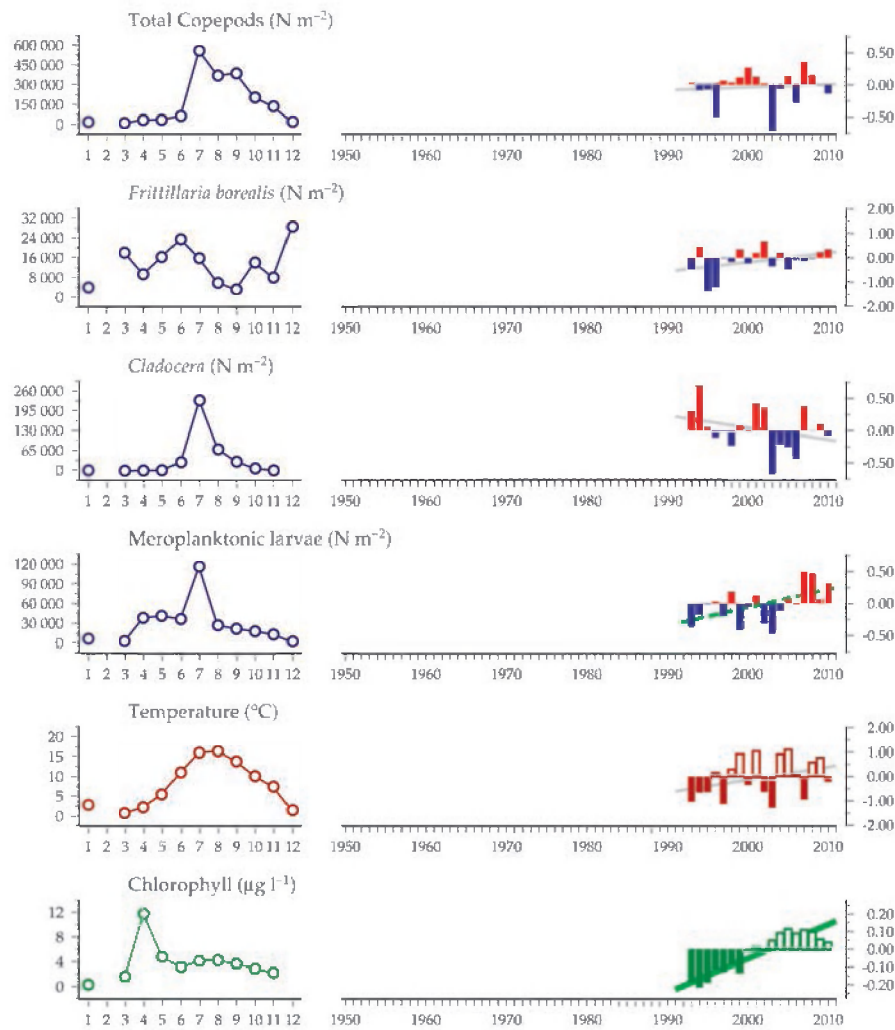 Total Copepods (N m⁻²)
600 000
450 000
300 000
150 000
0
0.50
0.00
-0.50
1 2 3 4 5 6 7 8 9 10 11 12
1950 1960 1970 1980 1990 2000 2010
Frittillaria borealis (N m⁻²)
32 000
24 000
16 000
8 000
0
2.00
1.00
0.00
-1.00
-2.00
1 2 3 4 5 6 7 8 9 10 11 12
1950 1960 1970 1980 1990 2000 2010
Cladocera (N m⁻²)
260 000
195 000
130 000
65 000
0
0.50
0.00
-0.50
1 2 3 4 5 6 7 8 9 10 11 12
1950 1960 1970 1980 1990 2000 2010
Meroplanktonic larvae (N m⁻²)
120 000
90 000
60 000
30 000
0
0.50
0.00
-0.50
1 2 3 4 5 6 7 8 9 10 11 12
1950 1960 1970 1980 1990 2000 2010
Temperature (°C)
20
15
10
5
0
2.00
1.00
0.00
-1.00
-2.00
1 2 3 4 5 6 7 8 9 10 11 12
1950 1960 1970 1980 1990 2000 2010
Chlorophyll (µg l⁻¹)
12
8
4
0
0.20
0.10
0.00
-0.10
-0.20
1 2 3 4 5 6 7 8 9 10 11 12
1950 1960 1970 1980 1990 2000 2010